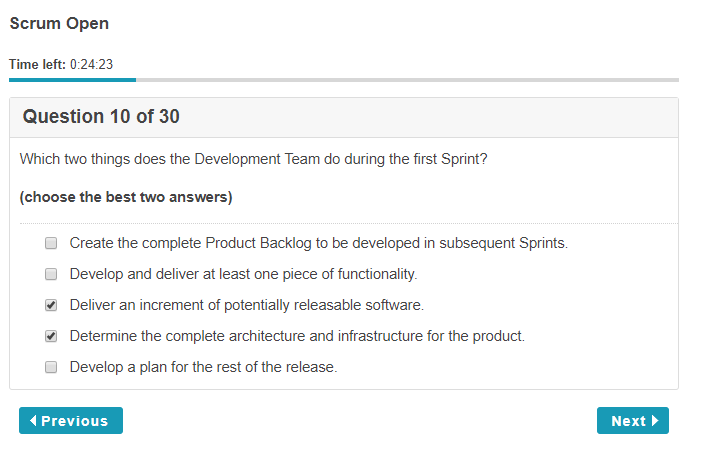 Scrum Open
Time left: 0:24:23
Question 10 of 30
Which two things does the Development Team do during the first Sprint?
(choose the best two answers)
Create the complete Product Backlog to be developed in subsequent Sprints.
Develop and deliver at least one piece of functionality.
Deliver an increment of potentially releasable software.
Determine the complete architecture and infrastructure for the product.
Develop a plan for the rest of the release.
Previous
Next